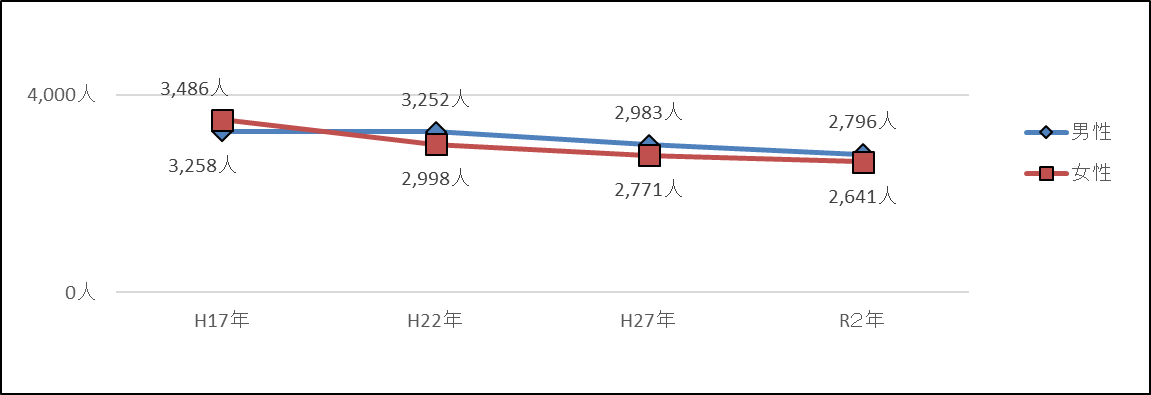 3,486人
4,000人
3,252人
2,983人
2,796人
男性
3,258人
2,998人
2,771人
2,641人
女性
0人
H17年
H22年
H27年
R２年